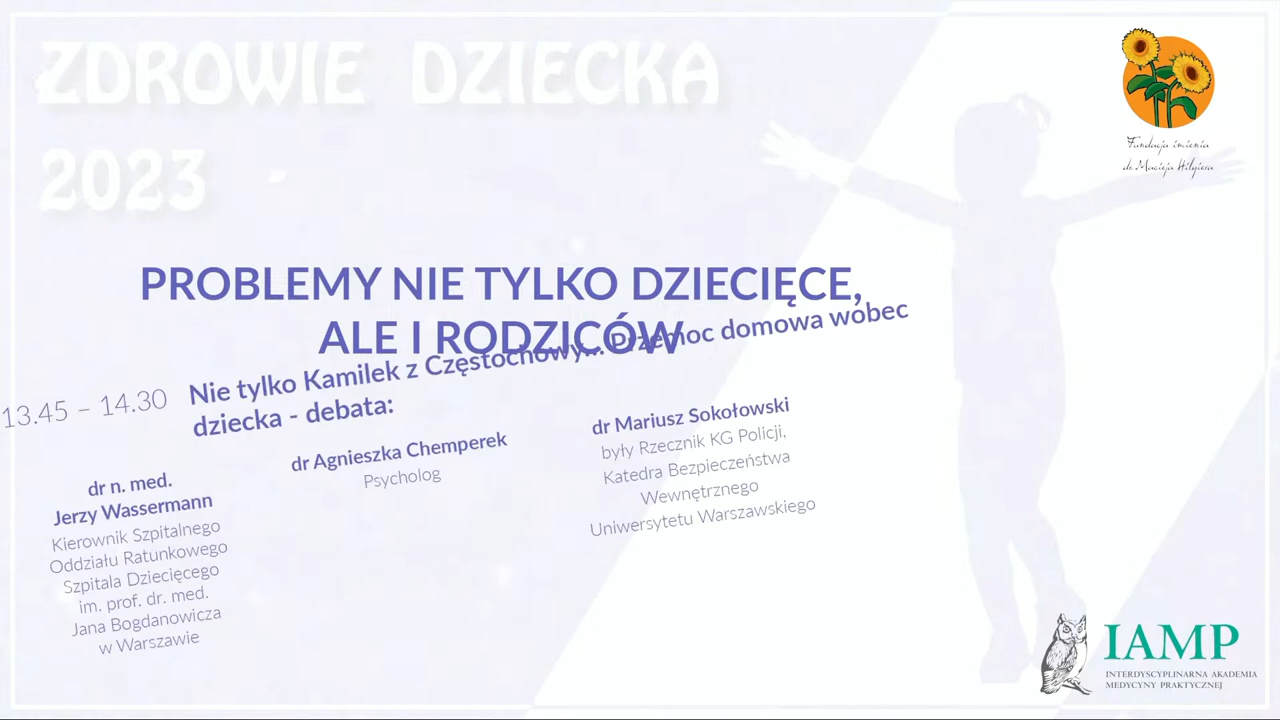 ZDROWIE DZIECKA
2023
Fundacja imienia
dr Macieja Hilgiera
PROBLEMY NIE TYLKO DZIECIĘCE,
ALE I RODZICÓW
13.45 – 14.30
Nie tylko Kamilek z Częstochowy... Przemoc domowa wobec
dziecka - debata:
dr n. med.
Jerzy Wassermann
Kierownik Szpitalnego
Oddziału Ratunkowego
Szpitala Dziecięcego
im. prof. dr. med.
Jana Bogdanowicza
w Warszawie
dr Agnieszka Chemperek
Psycholog
dr Mariusz Sokołowski
były Rzecznik KG Policji,
Katedra Bezpieczeństwa
Wewnętrznego
Uniwersytetu Warszawskiego
IAMP
INTERDYSCYPLINARNA AKADEMIA
MEDYCYNY PRAKTYCZNEJ